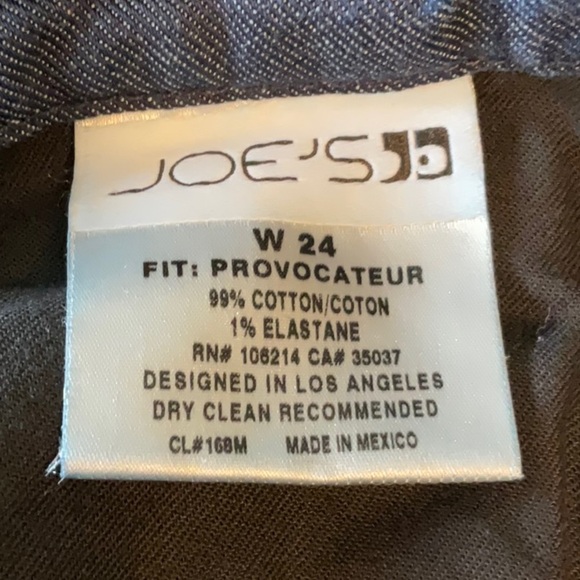 JOE'S
W 24
FIT: PROVOCATEUR
99% COTTON/COTON
1% ELASTANE
RN# 106214 CA# 35037
DESIGNED IN LOS ANGELES
DRY CLEAN RECOMMENDED
CL#168M MADE IN MEXICO